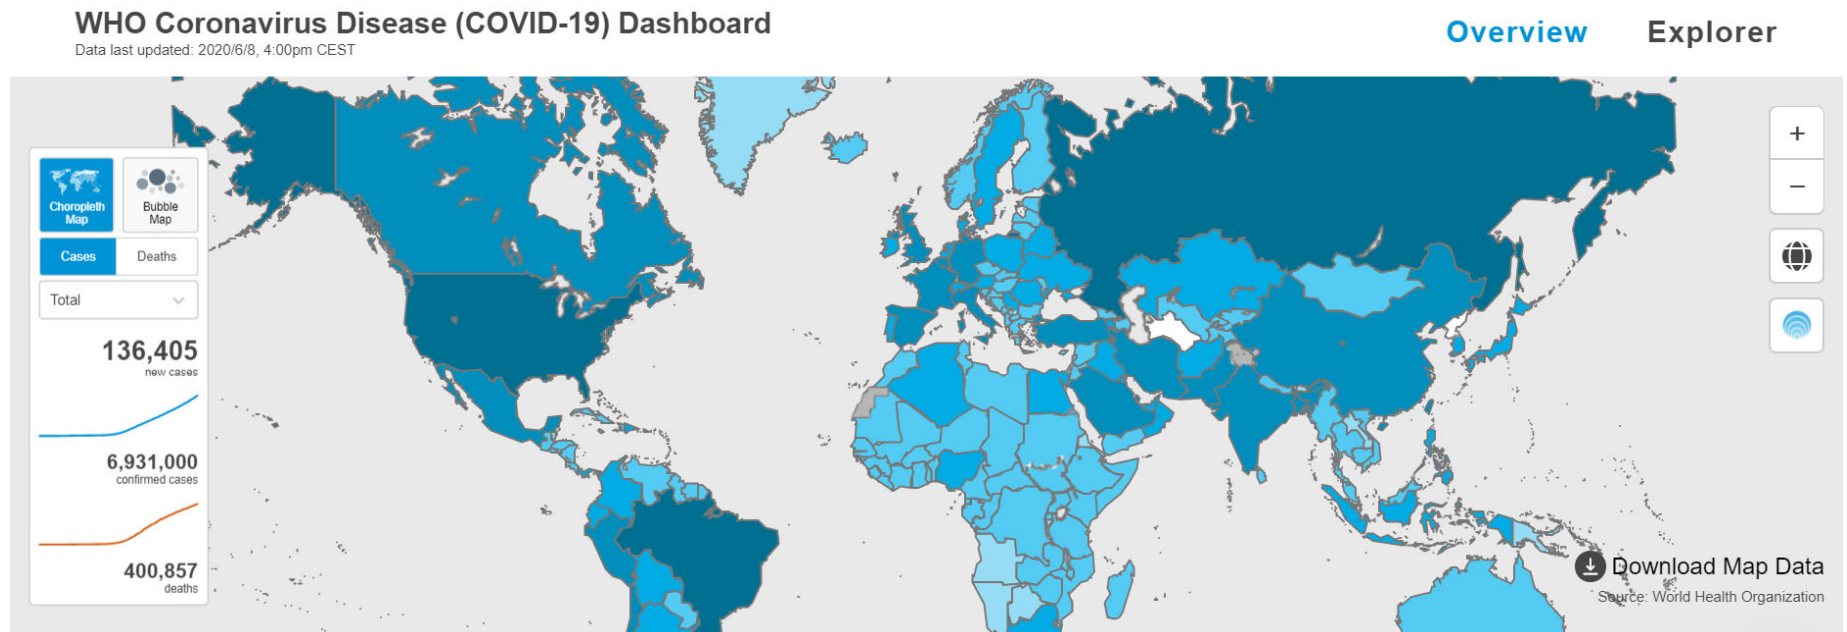 WHO Coronavirus Disease (COVID-19) Dashboard
Data last updated: 2020/6/8, 4:00pm CEST
Overview
Explorer
Choropleth
Map
Bubble
Map
Cases
Deaths
Total
136,405
new cases
6,931,000
confirmed cases
400,857
deaths
+
−
Download Map Data
Source: World Health Organization